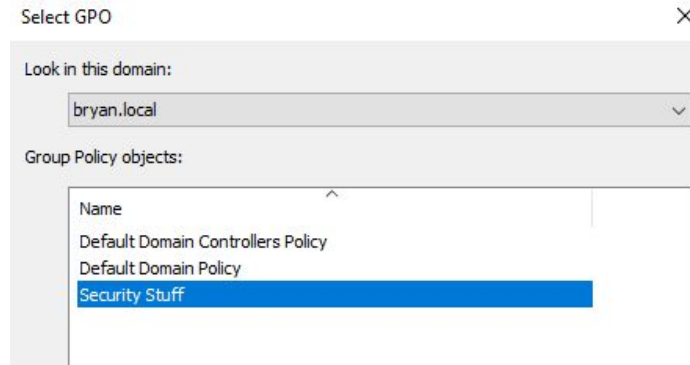 Select GPO
Look in this domain:
bryan.local
Group Policy objects:
Name
Default Domain Controllers Policy
Default Domain Policy
Security Stuff